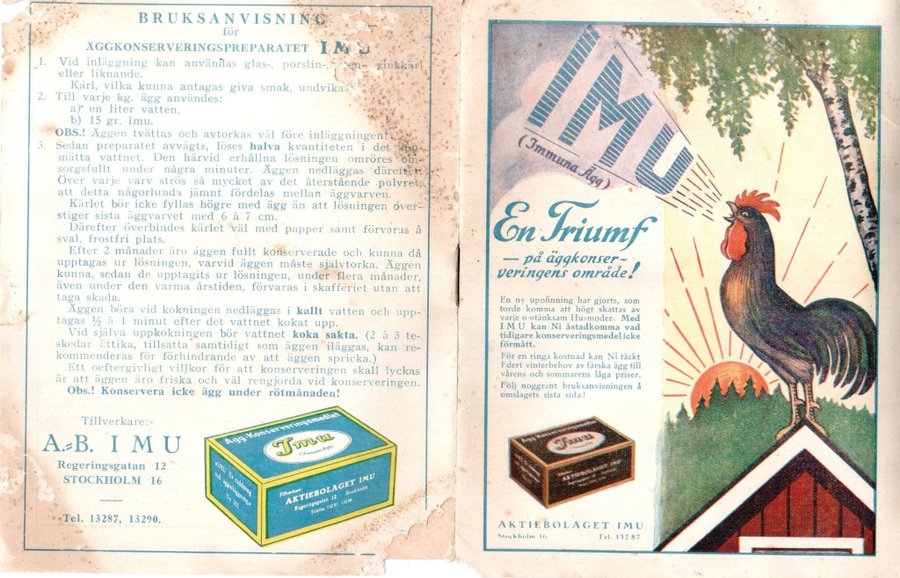 BRUKSANVISNING
för
ÄGGKONSERVERINGSPREPARATET IMU
1. Vid inläggning kan användas glas-, porslin-, zinkkärl
eller liknande.
Kärl, vilka kunna antagas giva smak, undvikas
2. Till varje kg. ägg användes:
a) en liter vatten,
b) 15 gr. Imu.
OBS.! Äggen tvättas och avtorkas väl före inläggningen!
3. Sedan preparatet avvägts, löses halva kvantiteten i det upp-
mätta vattnet. Den härvid erhållna lösningen omröres om-
sorgsfullt under några minuter. Äggen nedläggas därefter.
Över varje varv strös så mycket av det återstående pulvret,
att detta någorlunda jämnt fördelas mellan äggvarven.
Kärlet bör icke fyllas högre med ägg än att lösningen över-
stiger sista äggvarvet med 6 à 7 cm.
Därefter överbindes kärlet väl med papper samt förvaras å
sval, frostfri plats.
Efter 2 månader äro äggen fullt konserverade och kunna då
upptagas ur lösningen, varvid äggen måste självtorka. Äggen
kunna, sedan de upptagits ur lösningen, under flera månader,
även under den varma årstiden, förvaras i skafferiet utan att
taga skada.
Äggen böra vid kokningen nedläggas i kallt vatten och upp-
tagas ½ à 1 minut efter det vattnet kokat upp.
Vid själva uppkokningen bör vattnet koka sakta. (2 à 3 te-
skedar ättika, tillsatta samtidigt som äggen iläggas, kan re-
kommenderas för förhindrande av att äggen spricka.)
Ett oeftergivligt villkor för att konserveringen skall lyckas
är att äggen äro friska och väl rengjorda vid konserveringen.
Obs.! Konservera icke ägg under rötmånaden!
Tillverkare:
A.-B. IMU
Regeringsgatan 12
STOCKHOLM 16
Tel. 13287, 13290.
Ägg Konserveringsmedlet
Imu
Tillverkare:
AKTIEBOLAGET IMU
Regeringsgatan 12 Stockholm
Telefon 13287, 13290
IMU
(Immuna Ägg)
En Triumf
— på äggkonser-
veringens område!
En ny uppfinning har gjorts, som
torde komma att högt skattas av
varje omtänksam Husmoder. Med
IMU kan Ni åstadkomma vad
tidigare konserveringsmedel icke
förmått.
För en ringa kostnad kan Ni täckt
Edert vinterbehov av färska ägg till
vårens och sommarens låga priser.
Följ noggrant bruksanvisningen å
omslagets sista sida!
Ägg Konserveringsmedlet
Imu
AKTIEBOLAGET IMU
AKTIEBOLAGET IMU
Stockholm 16 Tel. 132 87